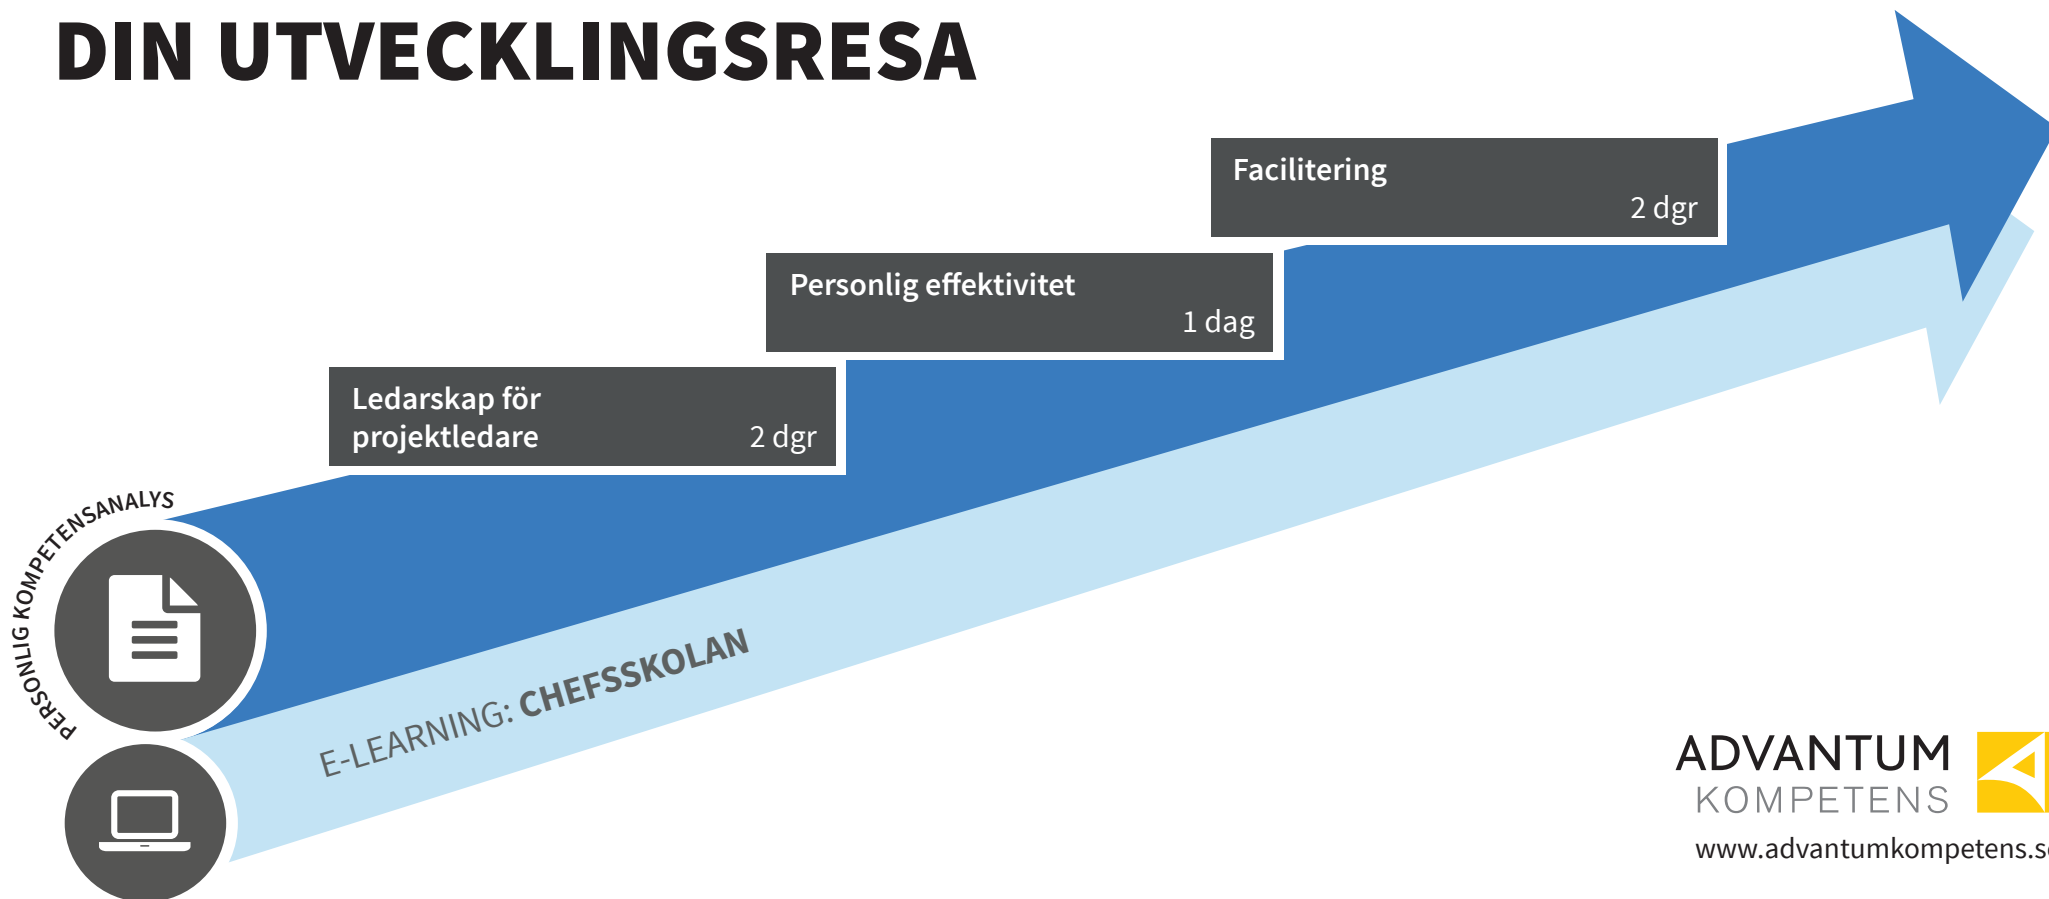 DIN UTVECKLINGSRESA
Facilitering
2 dgr
Personlig effektivitet
1 dag
Ledarskap för
projektledare
2 dgr
PERSONLIG KOMPETENSANALYS
E-LEARNING: CHEFSSKOLAN
ADVANTUM
KOMPETENS
www.advantumkompetens.se